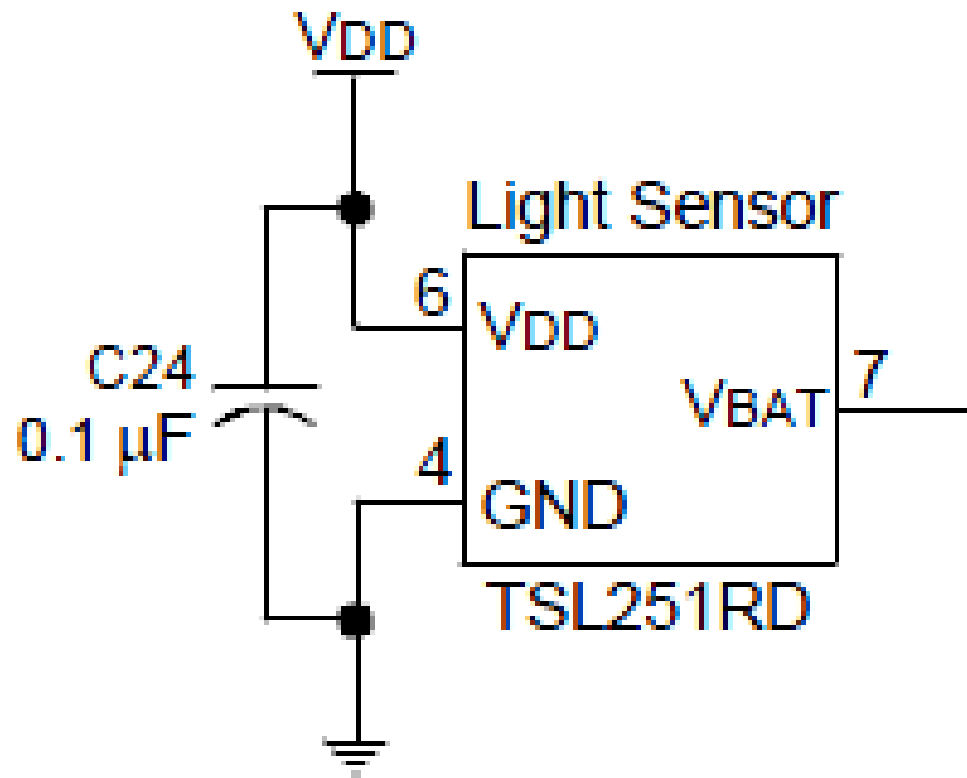 VDD
Light Sensor
6
VDD
C24
0.1 µF
VBAT
7
4
GND
TSL251RD